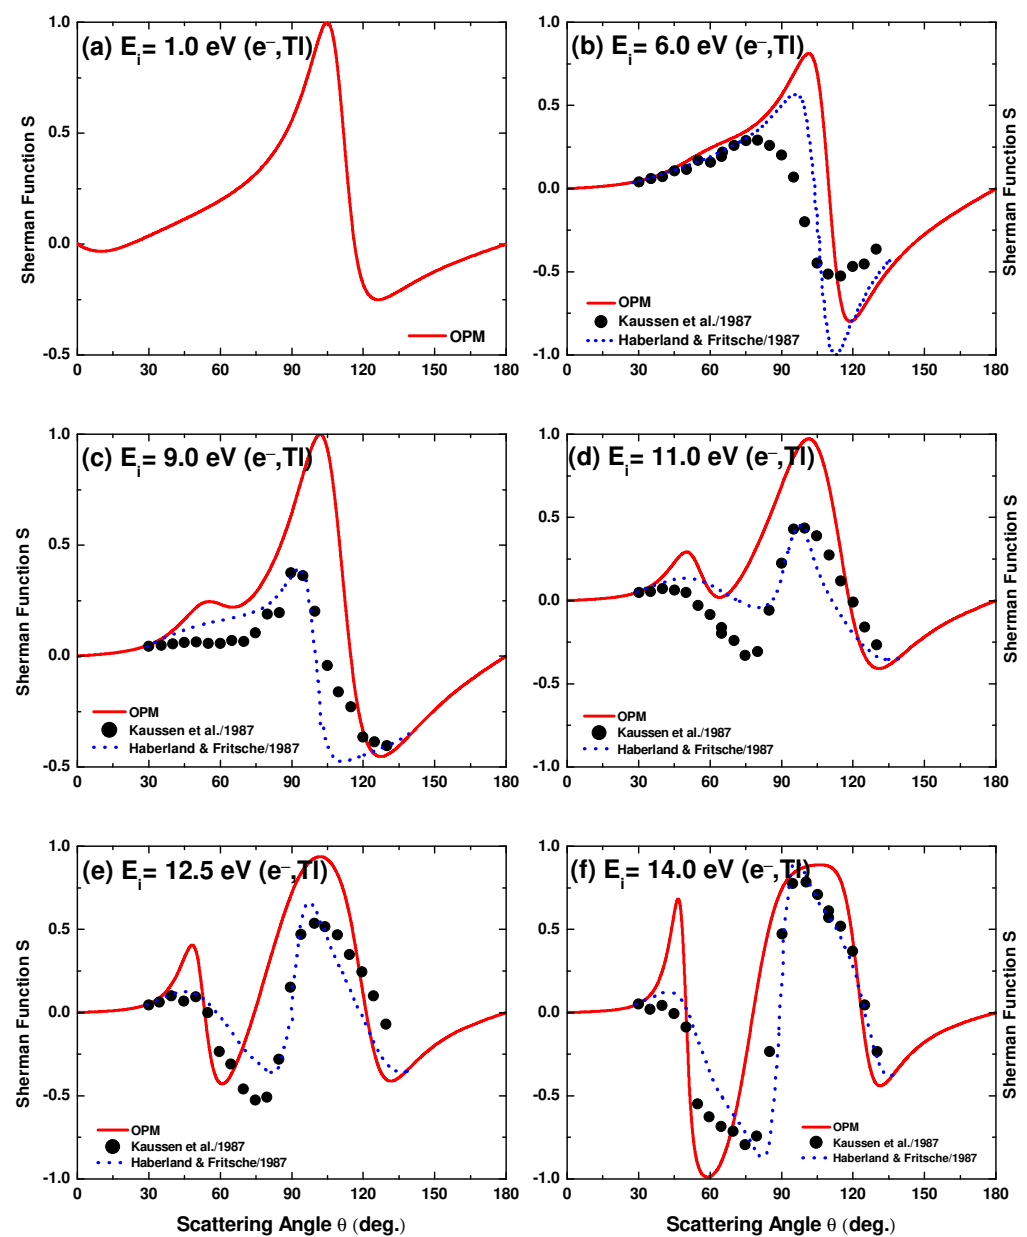 (a) E_i= 1.0 eV (e⁻,Tl)
Sherman Function S
1.0
0.5
0.0
-0.5
OPM
0 30 60 90 120 150 180
(b) E_i= 6.0 eV (e⁻,Tl)
Sherman Function S
1.0
0.5
0.0
-0.5
-1.0
OPM
Kaussen et al./1987
Haberland & Fritsche/1987
0 30 60 90 120 150 180
(c) E_i= 9.0 eV (e⁻,Tl)
Sherman Function S
1.0
0.5
0.0
-0.5
OPM
Kaussen et al./1987
Haberland & Fritsche/1987
0 30 60 90 120 150 180
(d) E_i= 11.0 eV (e⁻,Tl)
Sherman Function S
1.0
0.5
0.0
-0.5
-1.0
OPM
Kaussen et al./1987
Haberland & Fritsche/1987
0 30 60 90 120 150 180
(e) E_i= 12.5 eV (e⁻,Tl)
Sherman Function S
1.0
0.5
0.0
-0.5
-1.0
OPM
Kaussen et al./1987
Haberland & Fritsche/1987
0 30 60 90 120 150 180
Scattering Angle θ (deg.)
(f) E_i= 14.0 eV (e⁻,Tl)
Sherman Function S
1.0
0.5
0.0
-0.5
-1.0
OPM
Kaussen et al./1987
Haberland & Fritsche/1987
0 30 60 90 120 150 180
Scattering Angle θ (deg.)